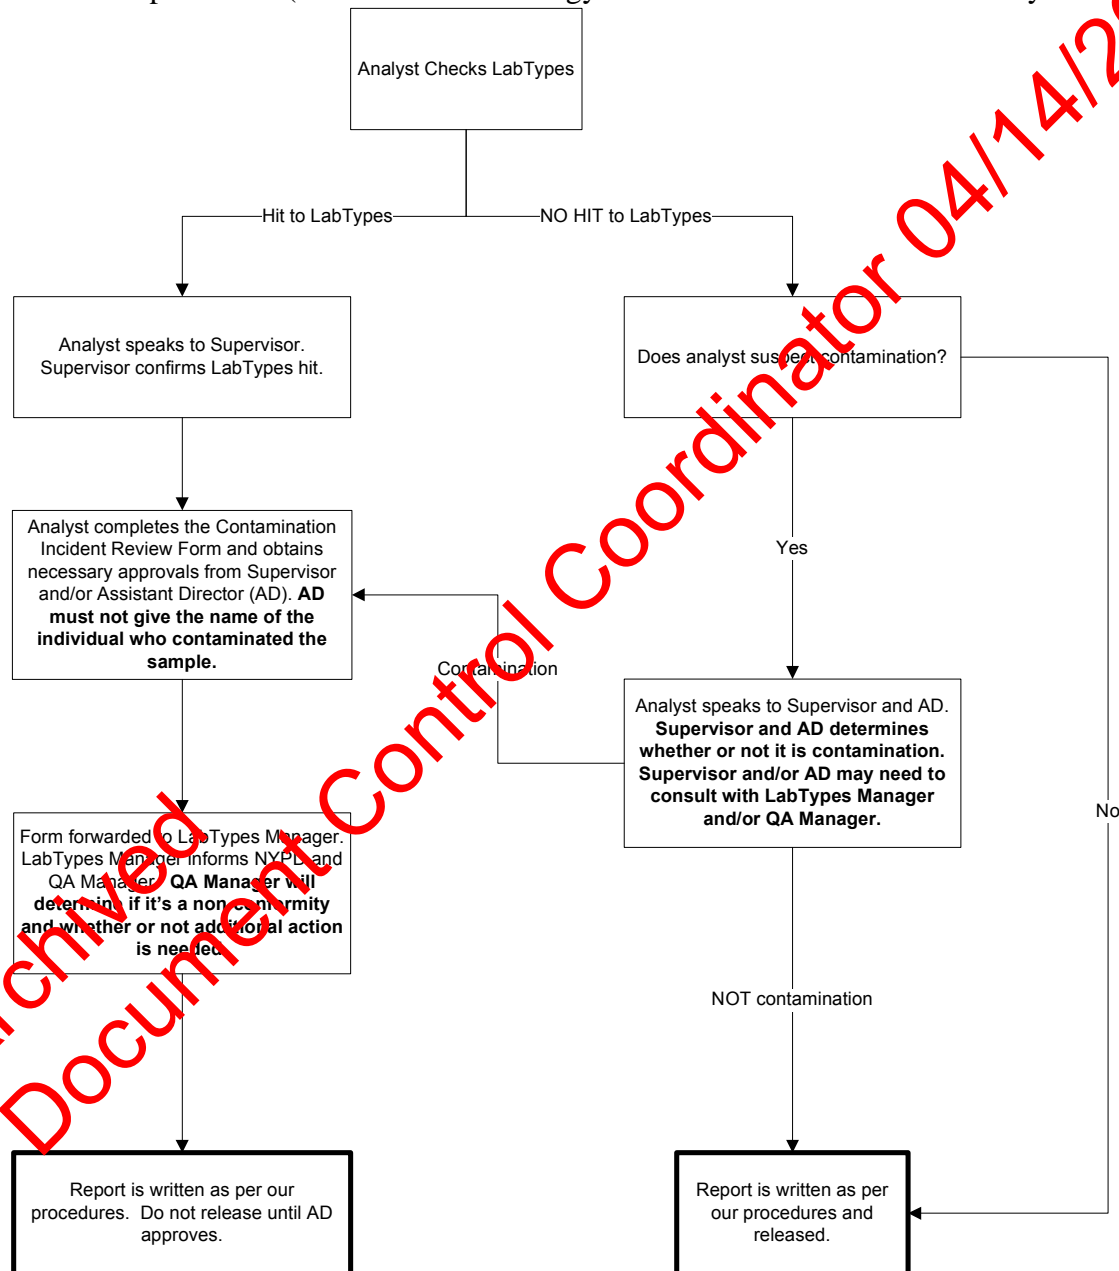 Analyst Checks LabTypes
Hit to LabTypes
NO HIT to LabTypes
Analyst speaks to Supervisor.
Supervisor confirms LabTypes hit.
Does analyst suspect contamination?
Analyst completes the Contamination
Incident Review Form and obtains
necessary approvals from Supervisor
and/or Assistant Director (AD). AD
must not give the name of the
individual who contaminated the
sample.
Yes
Contamination
Analyst speaks to Supervisor and AD.
Supervisor and AD determines
whether or not it is contamination.
Supervisor and/or AD may need to
consult with LabTypes Manager
and/or QA Manager.
No
Form forwarded to LabTypes Manager.
LabTypes Manager informs NYPD and
QA Manager. QA Manager will
determine if it's a non-conformity
and whether or not additional action
is needed.
NOT contamination
Report is written as per our
procedures. Do not release until AD
approves.
Report is written as per
our procedures and
released.
Archived
Document Control Coordinator 04/14/2